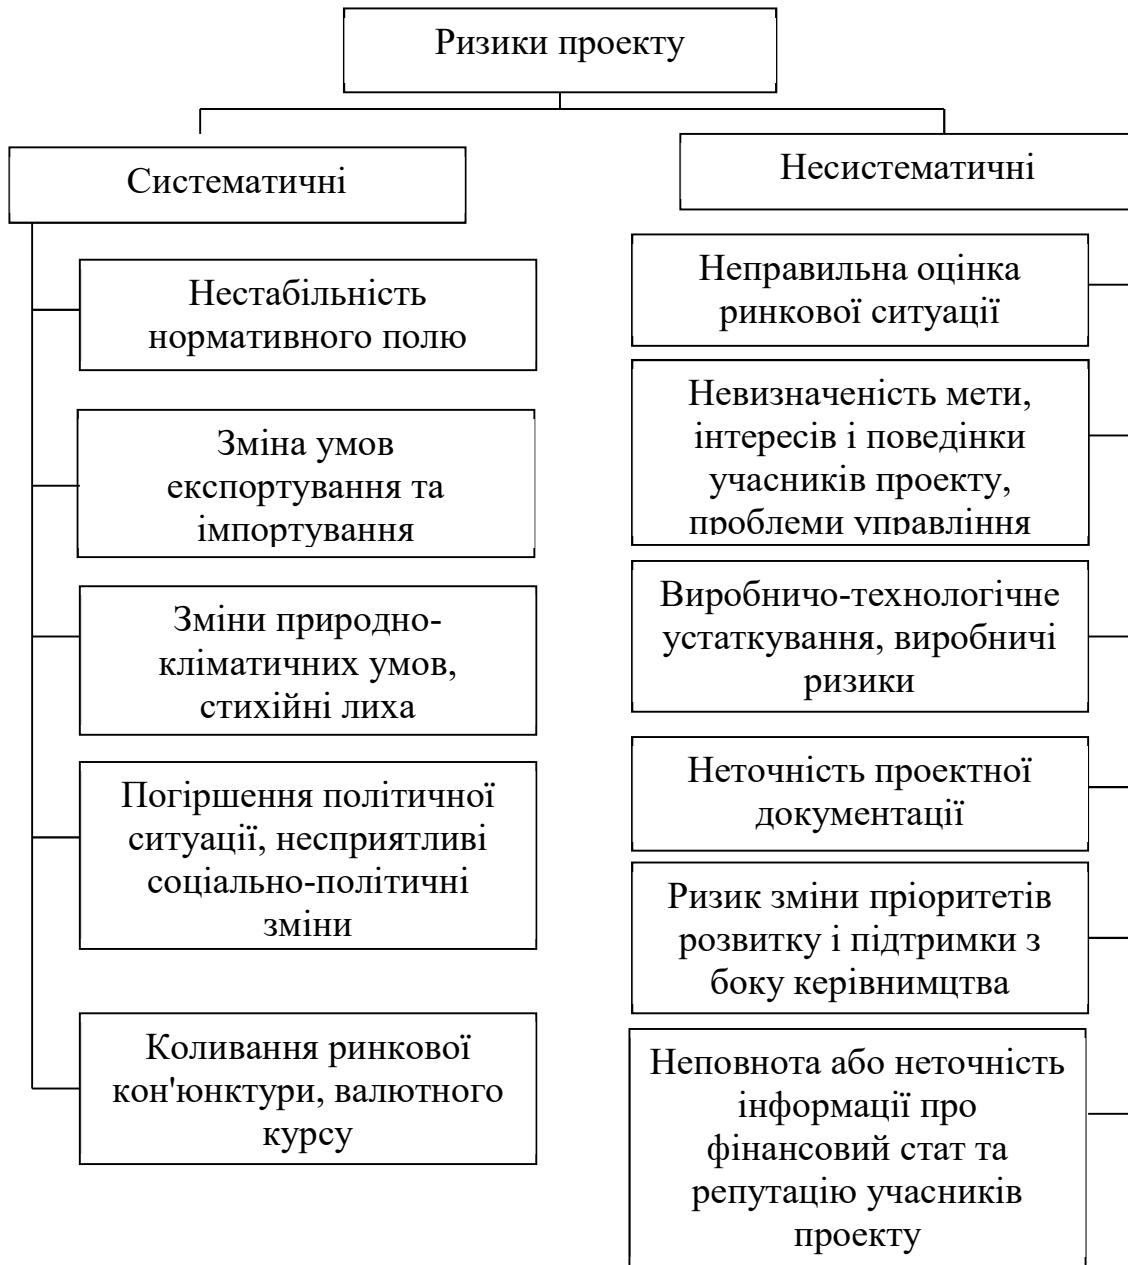 Ризики проекту
Систематичні
Нестабільність
нормативного полю
Зміна умов
експортування та
імпортування
Зміни природно-
кліматичних умов,
стихійні лиха
Погіршення політичної
ситуації, несприятливі
соціально-політичні
зміни
Коливання ринкової
кон'юнктури, валютного
курсу
Несистематичні
Неправильна оцінка
ринкової ситуації
Невизначеність мети,
інтересів і поведінки
учасників проекту,
проблеми управління
Виробничо-технологічне
устаткування, виробничі
ризики
Неточність проектної
документації
Ризик зміни пріоритетів
розвитку і підтримки з
боку керівнимцтва
Неповнота або неточність
інформації про
фінансовий стат та
репутацію учасників
проекту